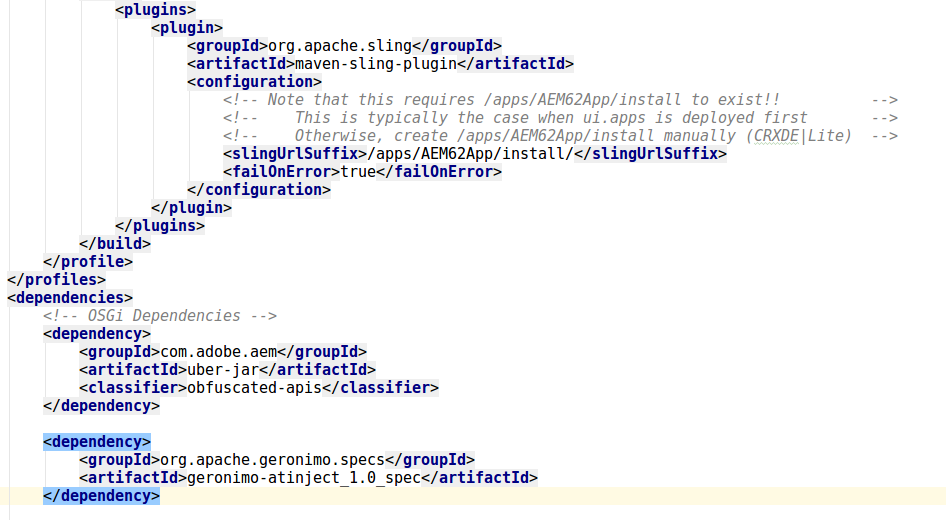 <plugins>
<plugin>
<groupId>org.apache.sling</groupId>
<artifactId>maven-sling-plugin</artifactId>
<configuration>
<!-- Note that this requires /apps/AEM62App/install to exist!! -->
<!-- This is typically the case when ui.apps is deployed first -->
<!-- Otherwise, create /apps/AEM62App/install manually (CRXDE|Lite) -->
<slingUrlSuffix>/apps/AEM62App/install/</slingUrlSuffix>
<failOnError>true</failOnError>
</configuration>
</plugin>
</plugins>
</build>
</profile>
</profiles>
<dependencies>
<!-- OSGi Dependencies -->
<dependency>
<groupId>com.adobe.aem</groupId>
<artifactId>uber-jar</artifactId>
<classifier>obfuscated-apis</classifier>
</dependency>
<dependency>
<groupId>org.apache.geronimo.specs</groupId>
<artifactId>geronimo-atinject_1.0_spec</artifactId>
</dependency>